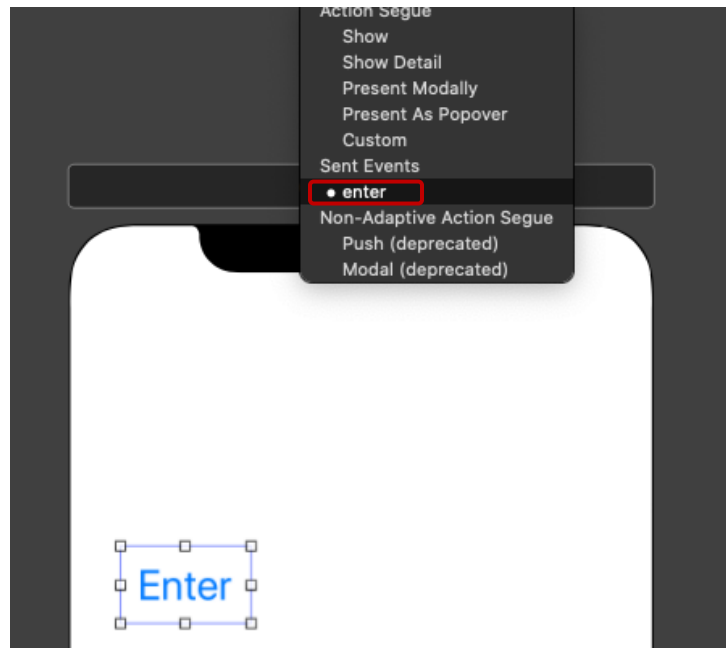 Action Segue
Show
Show Detail
Present Modally
Present As Popover
Custom
Sent Events
enter
Non-Adaptive Action Segue
Push (deprecated)
Modal (deprecated)
Enter